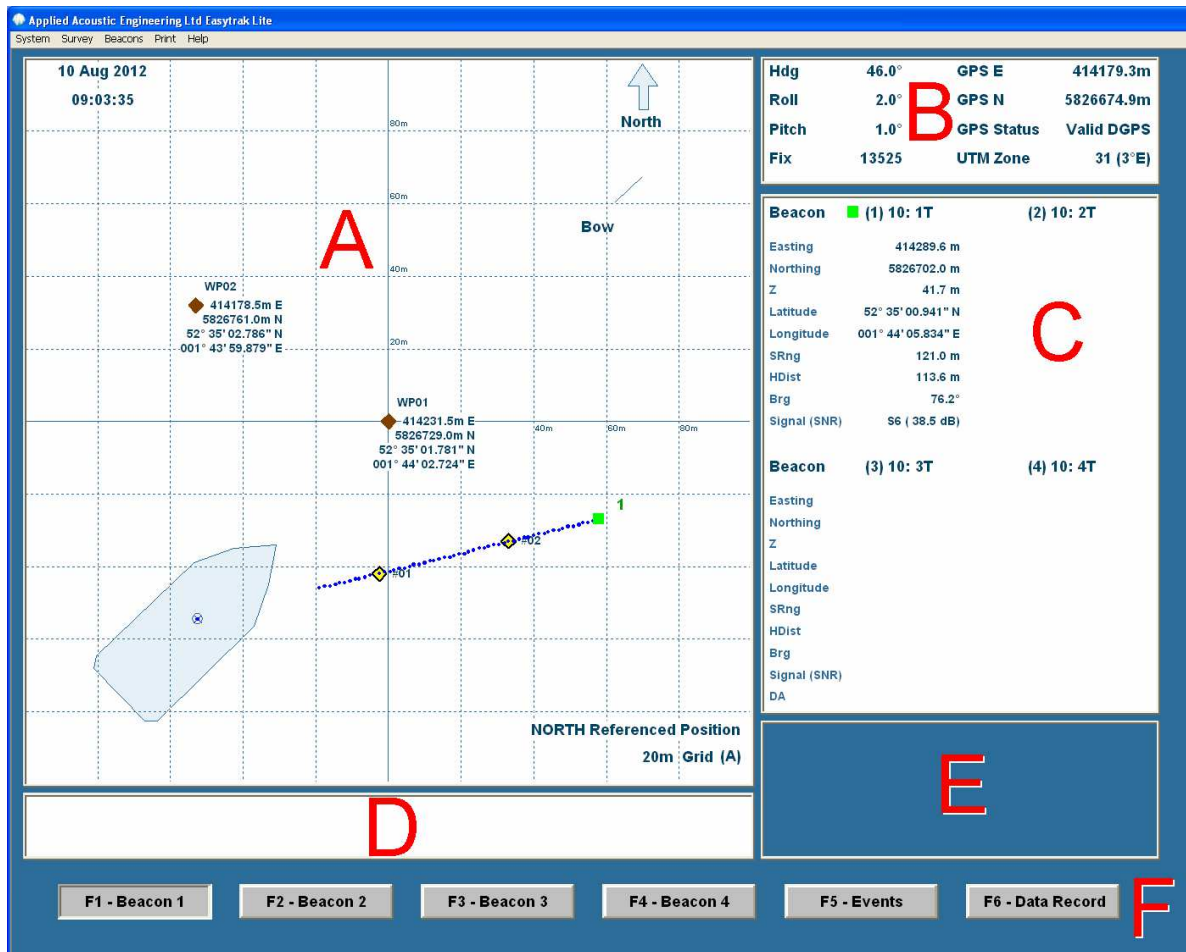 Applied Acoustic Engineering Ltd Easytrak Lite
System Survey Beacons Print Help
10 Aug 2012
09:03:35
North
Bow
80m
60m
40m
20m
40m
60m
80m
A
WP02
414178.5m E
5826761.0m N
52° 35' 02.786" N
001° 43' 59.879" E
WP01
414231.5m E
5826729.0m N
52° 35' 01.781" N
001° 44' 02.724" E
1
#02
#01
NORTH Referenced Position
20m Grid (A)
Hdg 46.0° GPS E 414179.3m
Roll 2.0° GPS N 5826674.9m
Pitch 1.0° GPS Status Valid DGPS
Fix 13525 UTM Zone 31 (3°E)
B
Beacon (1) 10: 1T (2) 10: 2T
Easting 414289.6 m
Northing 5826702.0 m
Z 41.7 m
Latitude 52° 35' 00.941" N
Longitude 001° 44' 05.834" E
SRng 121.0 m
HDist 113.6 m
Brg 76.2°
Signal (SNR) S6 ( 38.5 dB)
C
Beacon (3) 10: 3T (4) 10: 4T
Easting
Northing
Z
Latitude
Longitude
SRng
HDist
Brg
Signal (SNR)
DA
D
E
F1 - Beacon 1 F2 - Beacon 2 F3 - Beacon 3 F4 - Beacon 4 F5 - Events F6 - Data Record
F